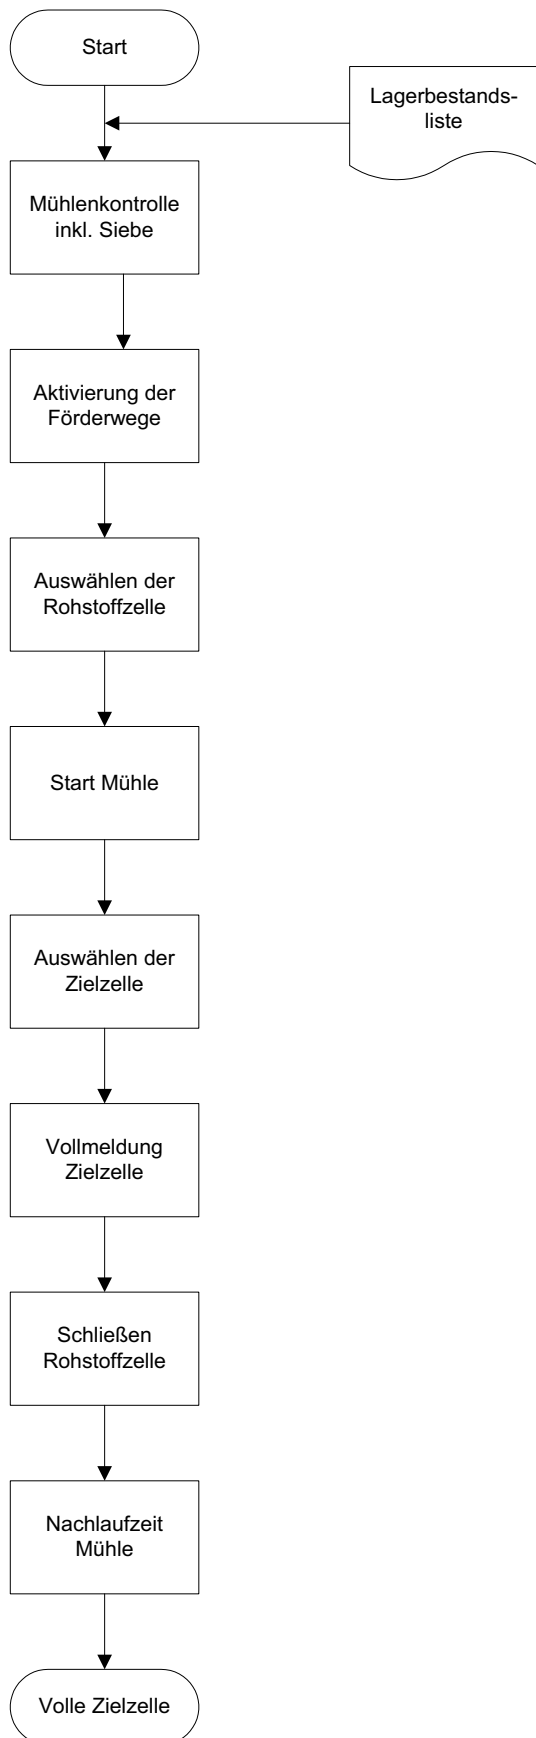 Start
Lagerbestands-
liste
Mühlenkontrolle
inkl. Siebe
Aktivierung der
Förderwege
Auswählen der
Rohstoffzelle
Start Mühle
Auswählen der
Zielzelle
Vollmeldung
Zielzelle
Schließen
Rohstoffzelle
Nachlaufzeit
Mühle
Volle Zielzelle